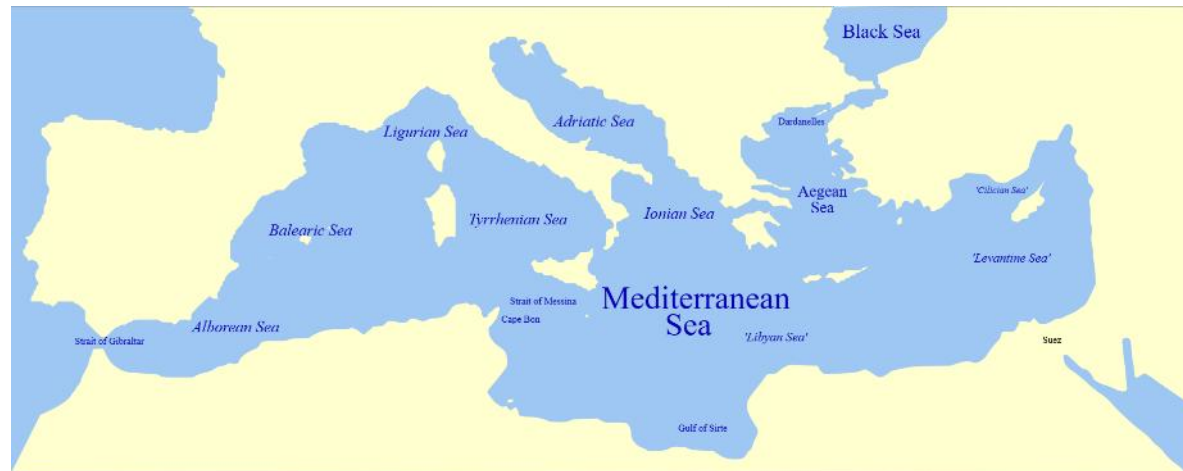 Black Sea
Adriatic Sea
Dardanelles
Ligurian Sea
'Cilician Sea'
Aegean
Sea
Tyrrhenian Sea
Ionian Sea
Balearic Sea
'Levantine Sea'
Mediterranean
Sea
Strait of Messina
Cape Bon
Alborean Sea
'Libyan Sea'
Strait of Gibraltar
Suez
Gulf of Sirte